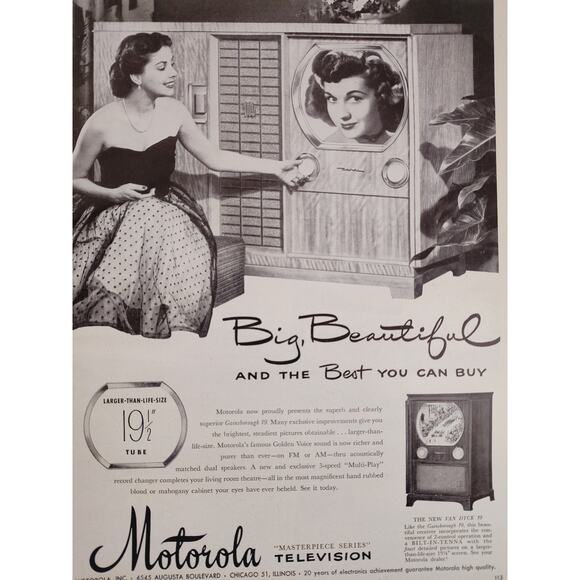 Big, Beautiful
AND THE Best YOU CAN BUY
LARGER-THAN-LIFE-SIZE
19½"
TUBE
Motorola now proudly presents the superb and clearly
superior Gainsborough 19. Many exclusive improvements give you
the brightest, steadiest pictures obtainable . . . larger-than-
life-size. Motorola's famous Golden Voice sound is now richer and
purer than ever—on FM or AM—thru acoustically
matched dual speakers. A new and exclusive 3-speed "Multi-Play"
record changer completes your living room theatre—all in the most magnificent hand rubbed
blond or mahogany cabinet your eyes have ever beheld. See it today.
THE NEW VAN DYCK 19
Like the Gainsborough 19, this beau-
tiful creation incorporates the con-
venience of 2-control operation and
a BILT-IN-TENNA with the
finest detailed pictures on a larger-
than-life-size 19½" screen. See your
Motorola dealer!
Motorola "MASTERPIECE SERIES"
TELEVISION
INC. • 4545 AUGUSTA BOULEVARD • CHICAGO 51, ILLINOIS • 20 years of electronics achievement guarantee Motorola high quality.
113